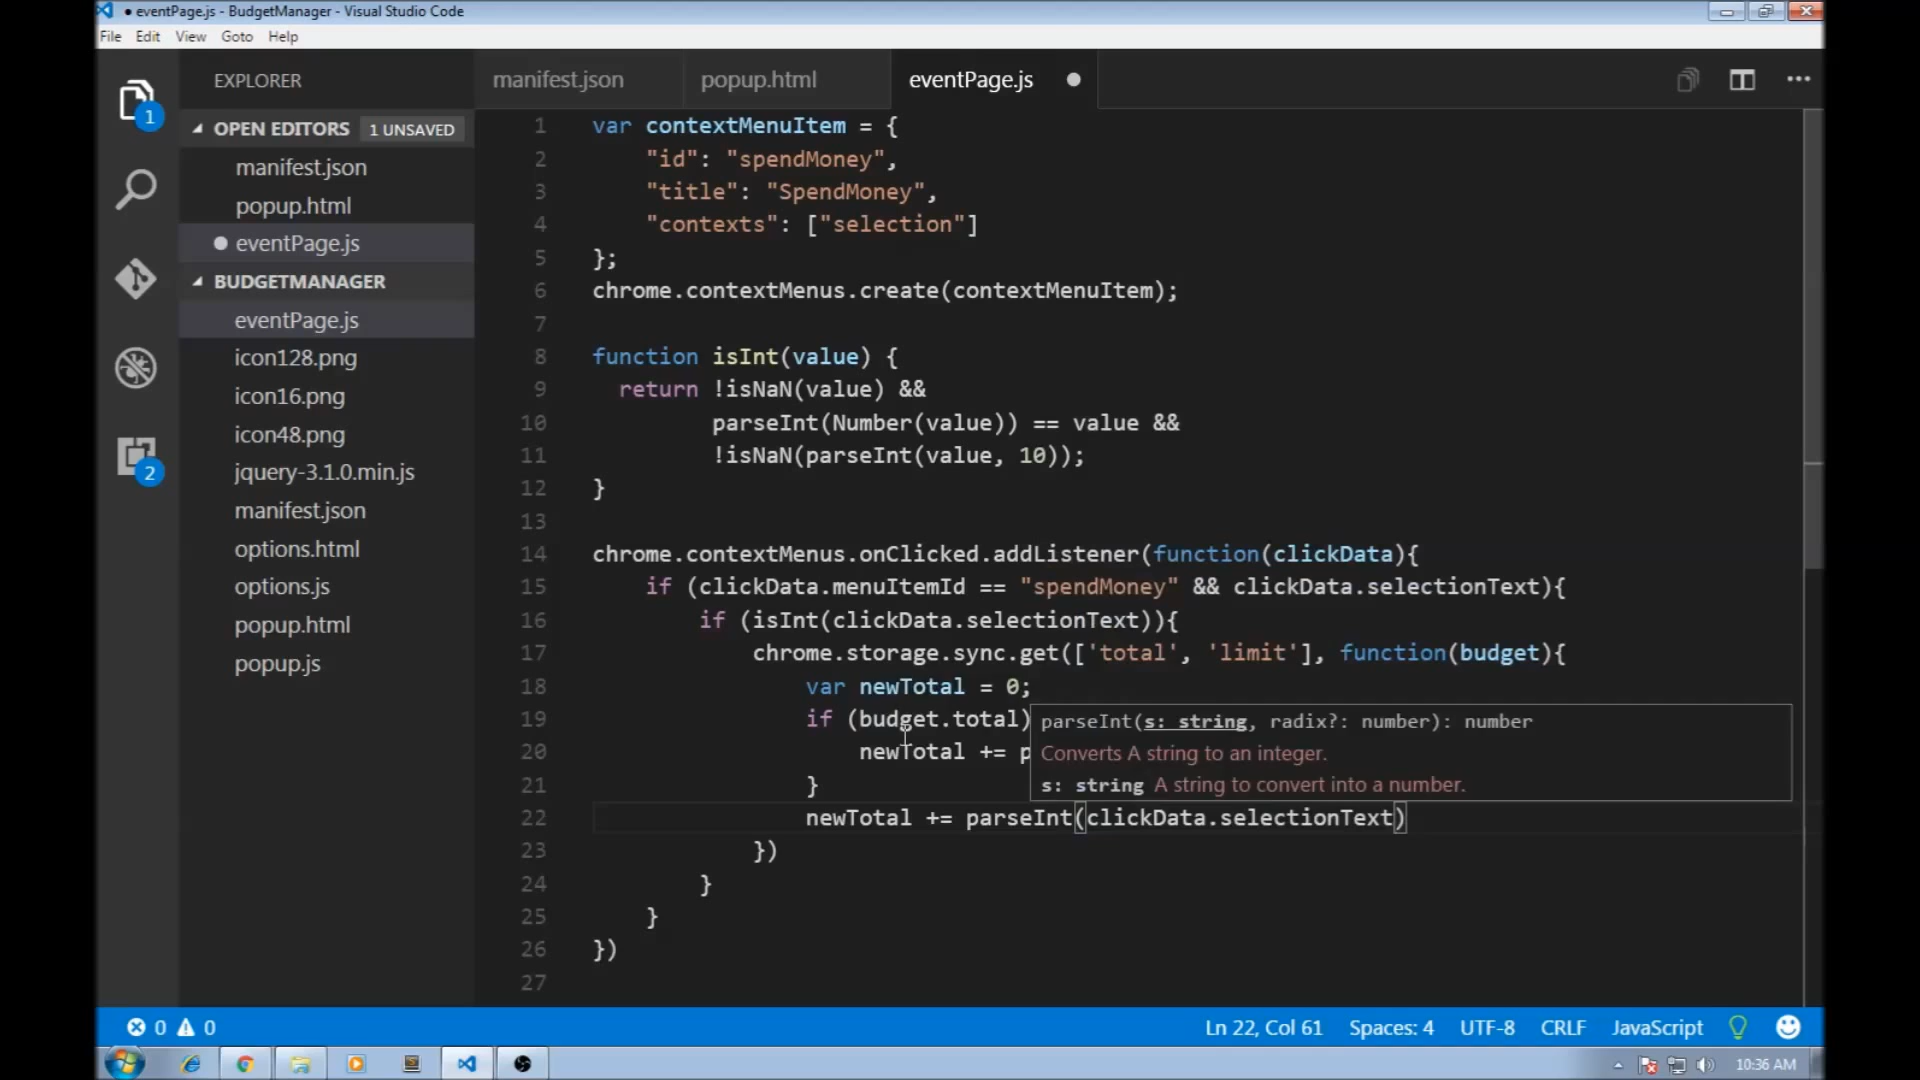 eventPage.js - BudgetManager - Visual Studio Code
File Edit View Goto Help
EXPLORER
manifest.json popup.html eventPage.js
OPEN EDITORS 1 UNSAVED
manifest.json
popup.html
eventPage.js
BUDGETMANAGER
eventPage.js
icon128.png
icon16.png
icon48.png
jquery-3.1.0.min.js
manifest.json
options.html
options.js
popup.html
popup.js
1
2
1 var contextMenuItem = {
2 "id": "spendMoney",
3 "title": "SpendMoney",
4 "contexts": ["selection"]
5 };
6 chrome.contextMenus.create(contextMenuItem);
7
8 function isInt(value) {
9 return !isNaN(value) &&
10 parseInt(Number(value)) == value &&
11 !isNaN(parseInt(value, 10));
12 }
13
14 chrome.contextMenus.onClicked.addListener(function(clickData){
15 if (clickData.menuItemId == "spendMoney" && clickData.selectionText){
16 if (isInt(clickData.selectionText)){
17 chrome.storage.sync.get(['total', 'limit'], function(budget){
18 var newTotal = 0;
19 if (budget.total)
20 newTotal += p
21 }
22 newTotal += parseInt(clickData.selectionText)
23 })
24 }
25 }
26 })
27
parseInt(s: string, radix?: number): number
Converts A string to an integer.
s: string A string to convert into a number.
0 0 Ln 22, Col 61 Spaces: 4 UTF-8 CRLF JavaScript
10:36 AM